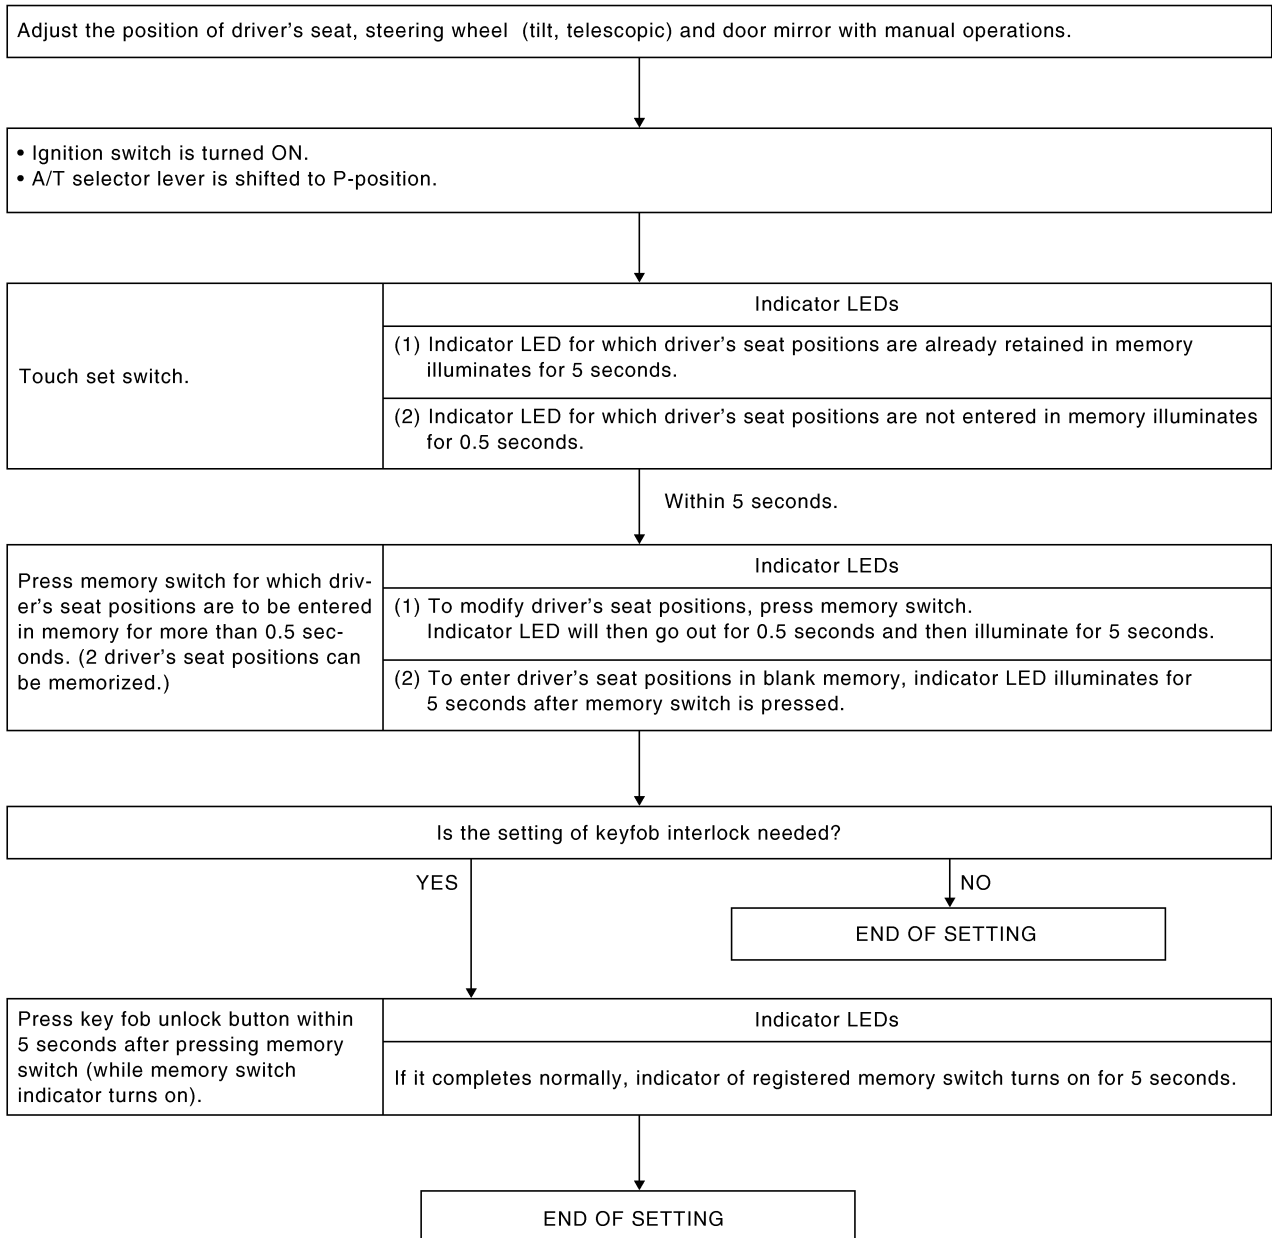 Adjust the position of driver's seat, steering wheel (tilt, telescopic) and door mirror with manual operations.
• Ignition switch is turned ON.
• A/T selector lever is shifted to P-position.
Touch set switch.
Indicator LEDs
(1) Indicator LED for which driver's seat positions are already retained in memory
illuminates for 5 seconds.
(2) Indicator LED for which driver's seat positions are not entered in memory illuminates
for 0.5 seconds.
Within 5 seconds.
Press memory switch for which driv-
er's seat positions are to be entered
in memory for more than 0.5 sec-
onds. (2 driver's seat positions can
be memorized.)
Indicator LEDs
(1) To modify driver's seat positions, press memory switch.
Indicator LED will then go out for 0.5 seconds and then illuminate for 5 seconds.
(2) To enter driver's seat positions in blank memory, indicator LED illuminates for
5 seconds after memory switch is pressed.
Is the setting of keyfob interlock needed?
YES
NO
END OF SETTING
Press key fob unlock button within
5 seconds after pressing memory
switch (while memory switch
indicator turns on).
Indicator LEDs
If it completes normally, indicator of registered memory switch turns on for 5 seconds.
END OF SETTING